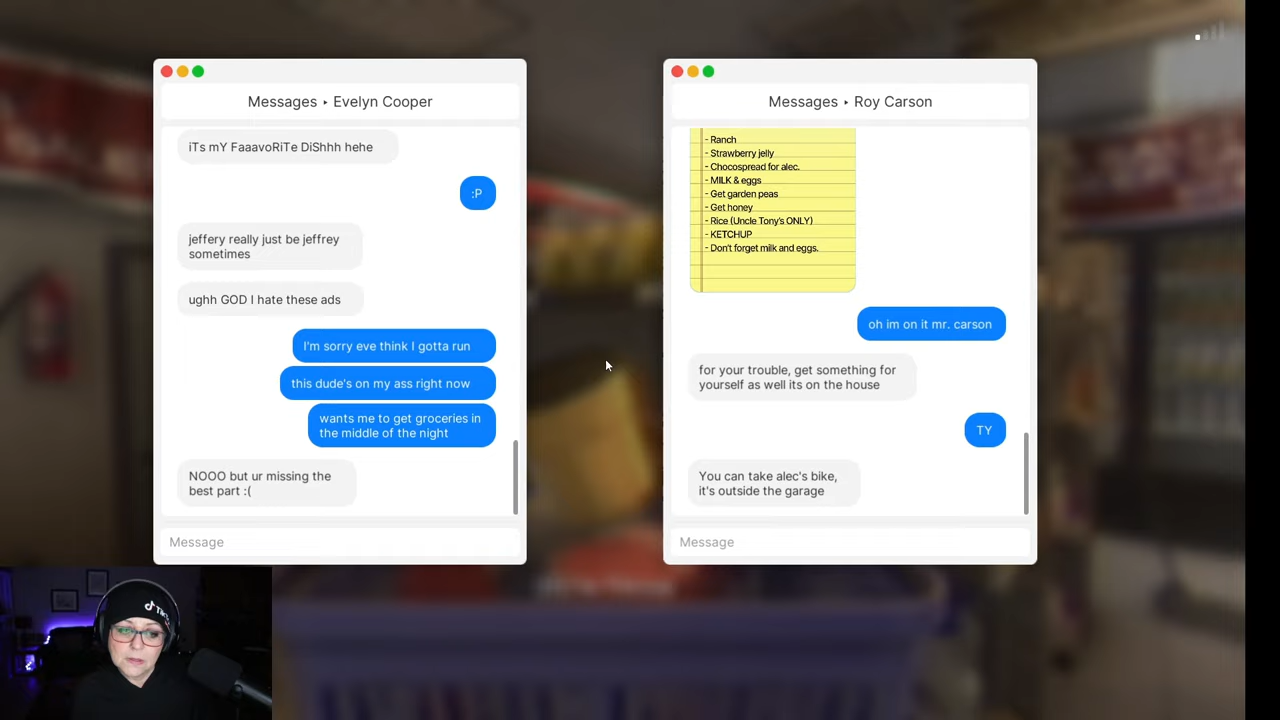 Messages ‣ Evelyn Cooper
iTs mY FaaavoRiTe DiShhh hehe
:P
jeffery really just be jeffrey
sometimes
ughh GOD I hate these ads
I'm sorry eve think I gotta run
this dude's on my ass right now
wants me to get groceries in
the middle of the night
NOOO but ur missing the
best part :(
Message
Messages ‣ Roy Carson
- Ranch
- Strawberry jelly
- Chocospread for alec.
- MILK & eggs
- Get garden peas
- Get honey
- Rice (Uncle Tony's ONLY)
- KETCHUP
- Don't forget milk and eggs.
oh im on it mr. carson
for your trouble, get something for
yourself as well its on the house
TY
You can take alec's bike,
it's outside the garage
Message